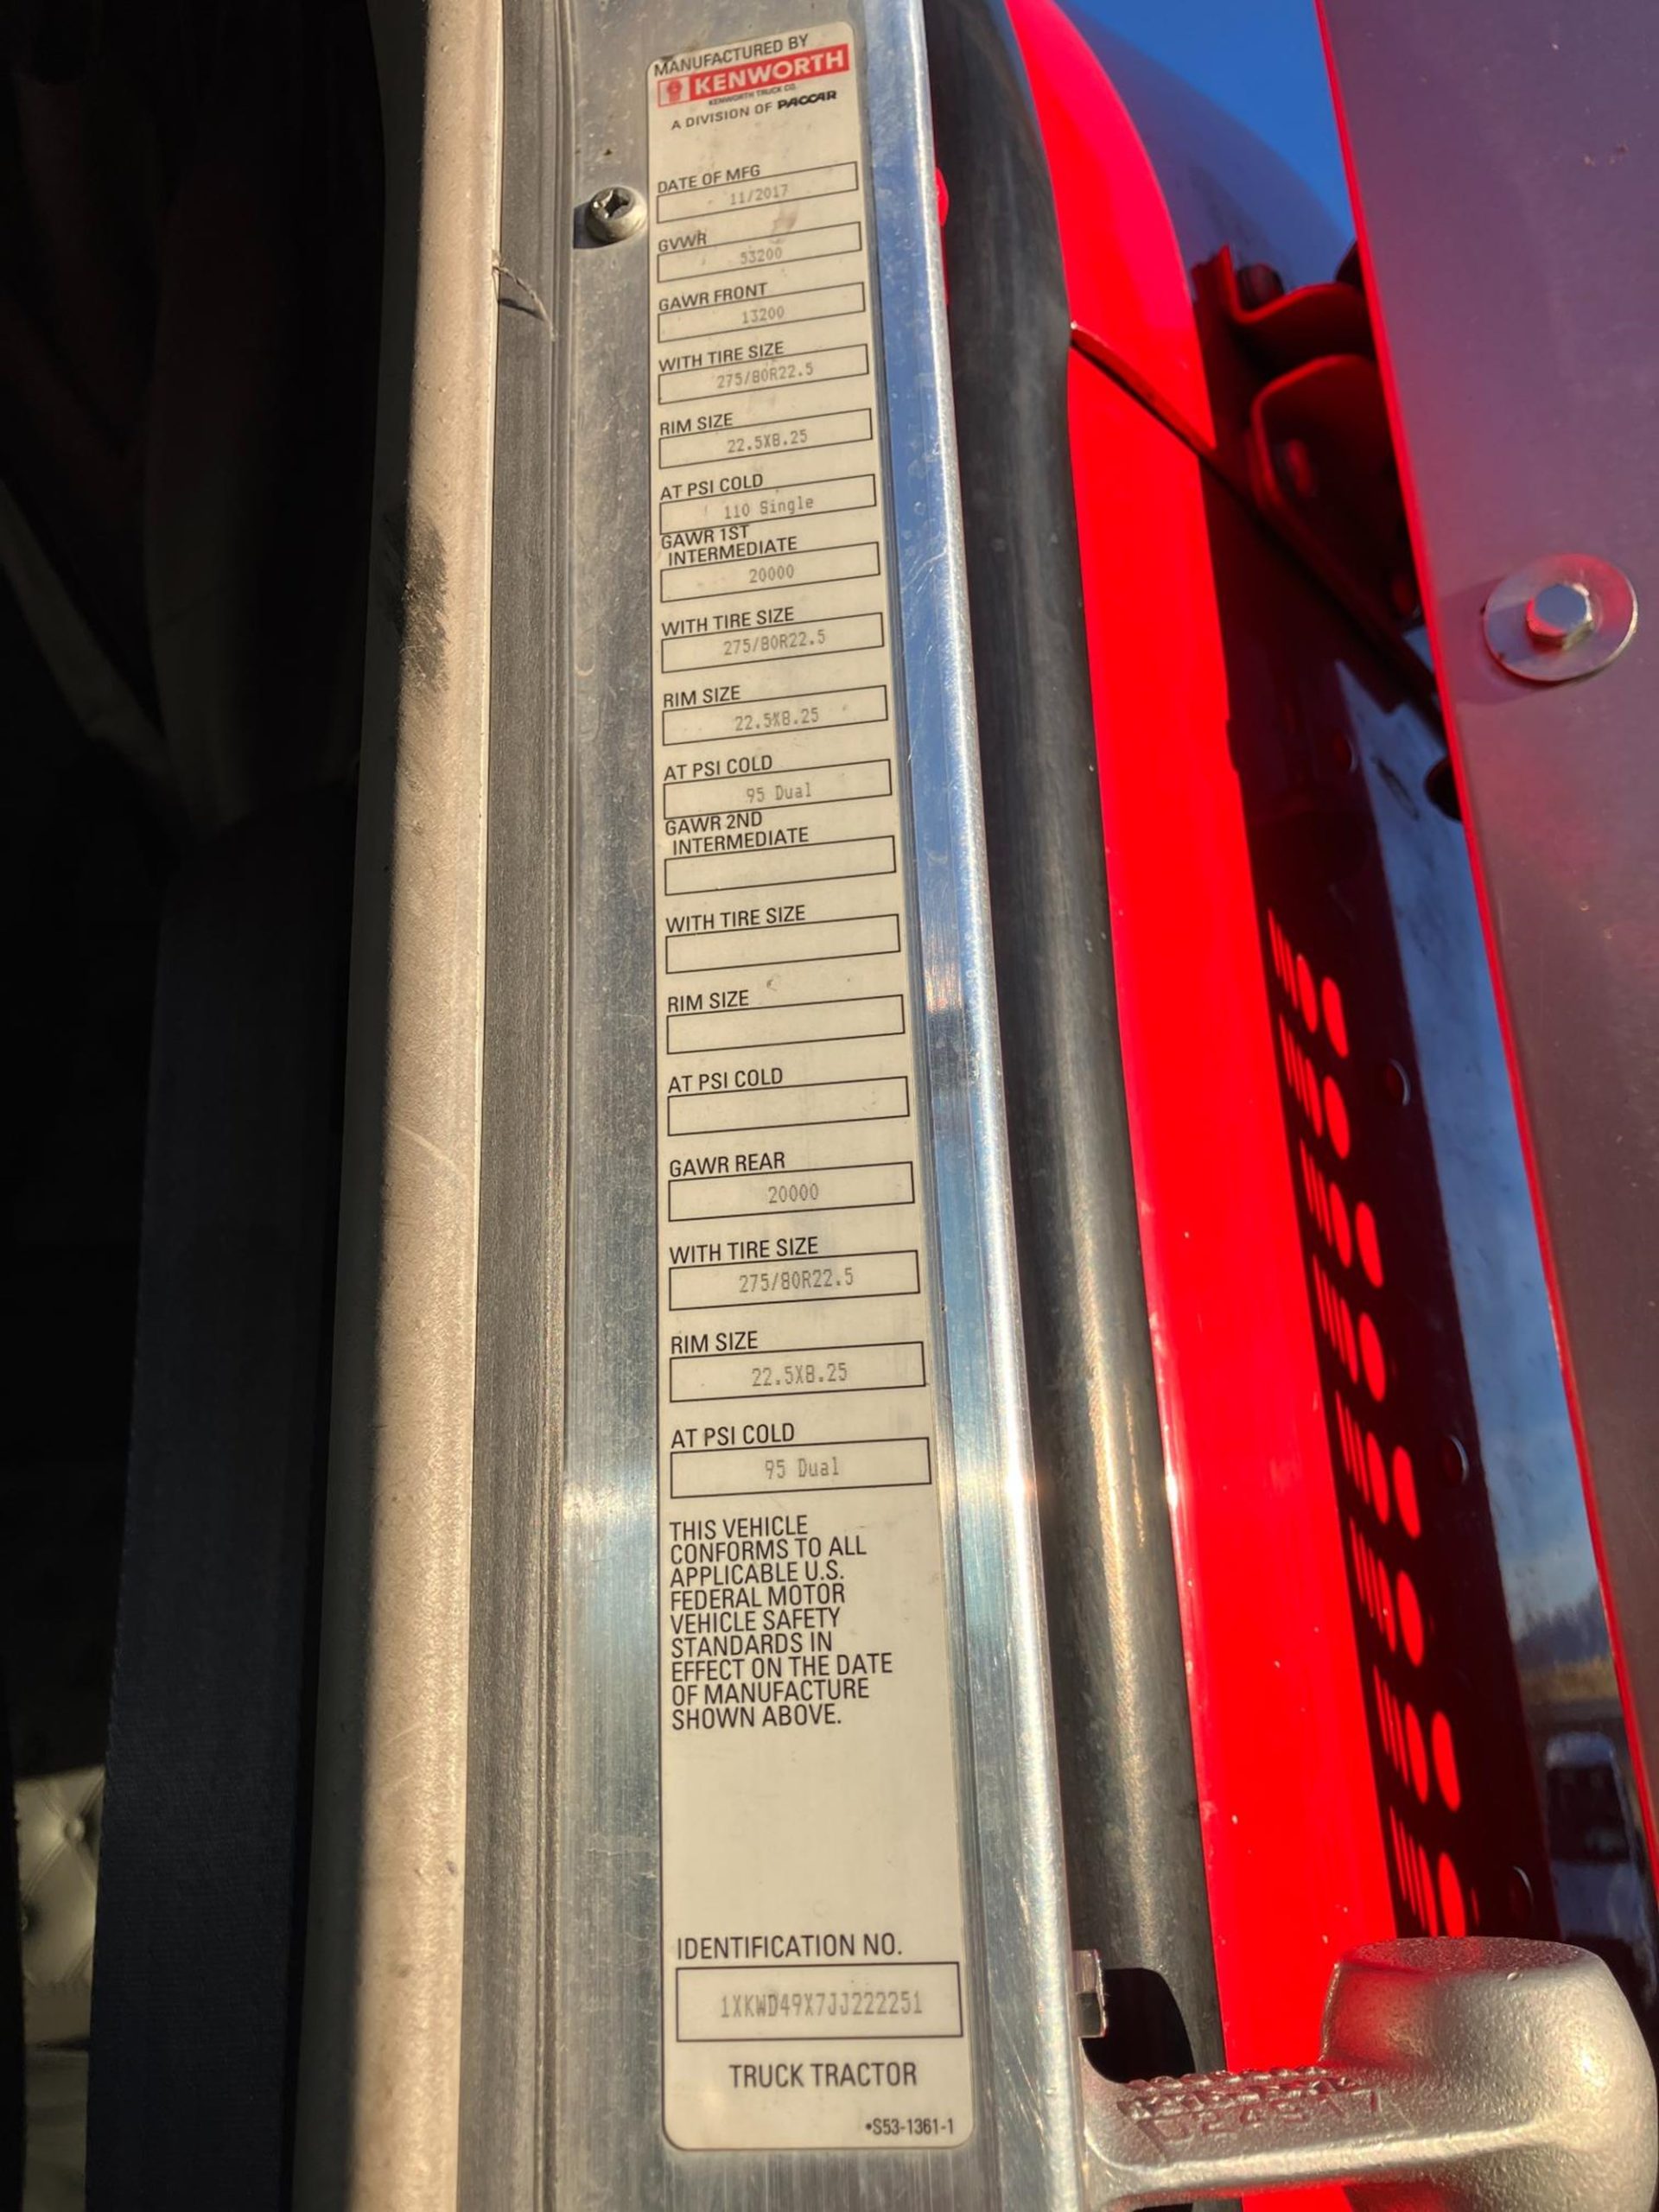 MANUFACTURED BY
KENWORTH
KENWORTH TRUCK CO.
A DIVISION OF PACCAR
DATE OF MFG
11/2017
GVWR
53200
GAWR FRONT
13200
WITH TIRE SIZE
275/80R22.5
RIM SIZE
22.5X8.25
AT PSI COLD
110 Single
GAWR 1ST
INTERMEDIATE
20000
WITH TIRE SIZE
275/80R22.5
RIM SIZE
22.5X8.25
AT PSI COLD
95 Dual
GAWR 2ND
INTERMEDIATE
WITH TIRE SIZE
RIM SIZE
AT PSI COLD
GAWR REAR
20000
WITH TIRE SIZE
275/80R22.5
RIM SIZE
22.5X8.25
AT PSI COLD
95 Dual
THIS VEHICLE
CONFORMS TO ALL
APPLICABLE U.S.
FEDERAL MOTOR
VEHICLE SAFETY
STANDARDS IN
EFFECT ON THE DATE
OF MANUFACTURE
SHOWN ABOVE.
IDENTIFICATION NO.
1XKWD49X7JJ222251
TRUCK TRACTOR
•S53-1361-1